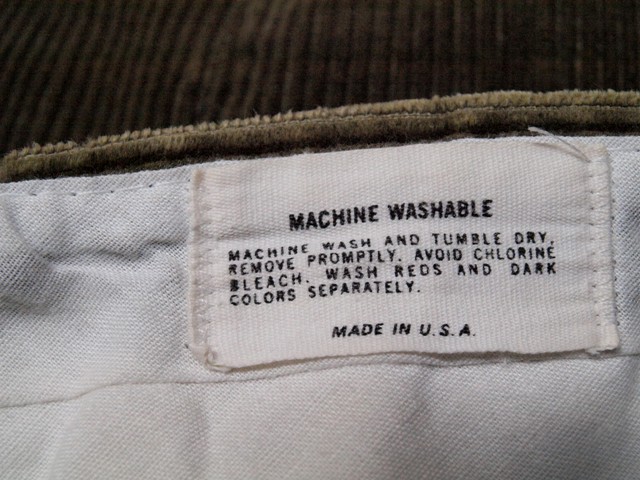 MACHINE WASHABLE
MACHINE WASH AND TUMBLE DRY,
REMOVE PROMPTLY. AVOID CHLORINE
BLEACH. WASH REDS AND DARK
COLORS SEPARATELY.
MADE IN U.S.A.